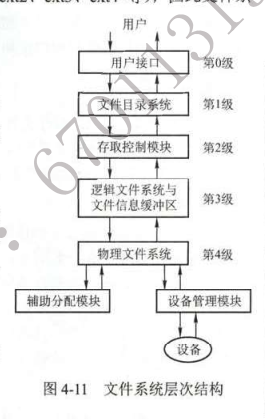 用户
用户接口 第0级
文件目录系统 第1级
存取控制模块 第2级
逻辑文件系统与
文件信息缓冲区 第3级
物理文件系统 第4级
辅助分配模块 设备管理模块
设备
图 4-11 文件系统层次结构